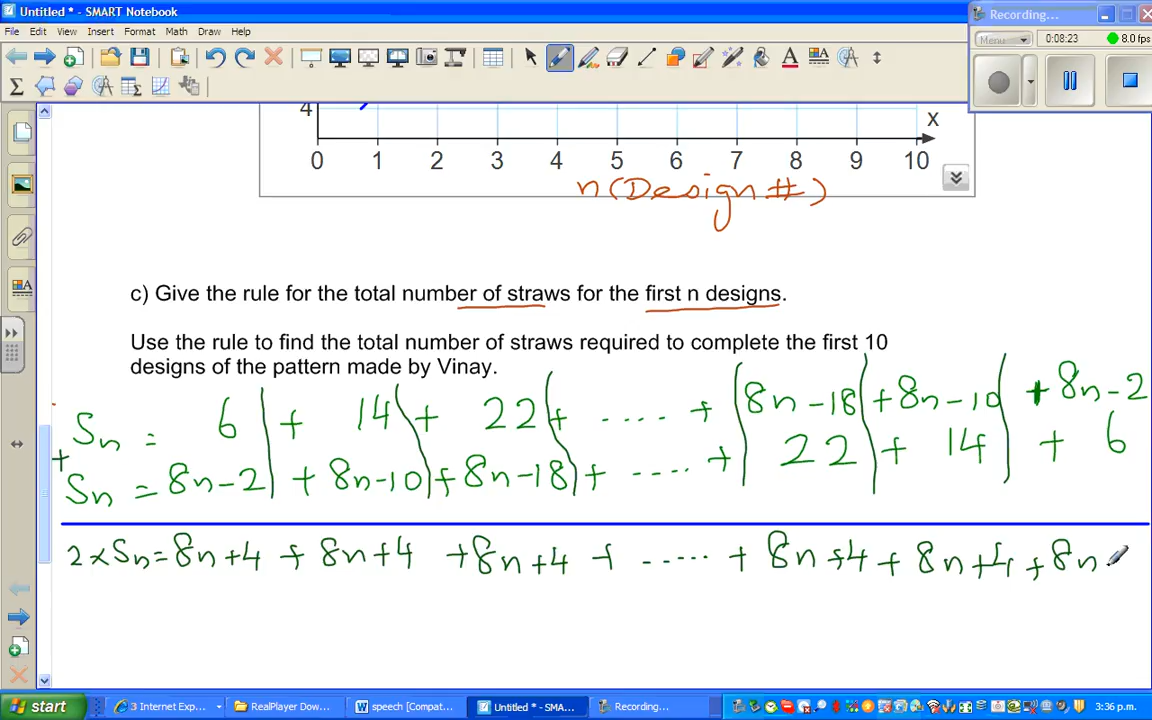 Untitled * - SMART Notebook
Recording...
File Edit View Insert Format Math Draw Help
Menu
0:08:23
8.0 fps
4
x
0 1 2 3 4 5 6 7 8 9 10
n (Design #)
c) Give the rule for the total number of straws for the first n designs.
Use the rule to find the total number of straws required to complete the first 10
designs of the pattern made by Vinay.
Sn = 6 + 14 + 22 + .... + 8n-18 + 8n-10 + 8n-2
+
Sn = 8n-2 + 8n-10 + 8n-18 + .... + 22 + 14 + 6
2 x Sn = 8n+4 + 8n+4 + 8n+4 + ..... + 8n+4 + 8n+4 + 8n
start
3 Internet Exp...
RealPlayer Dow...
speech [Compat...
Untitled * - SMA...
Recording...
3:36 p.m.